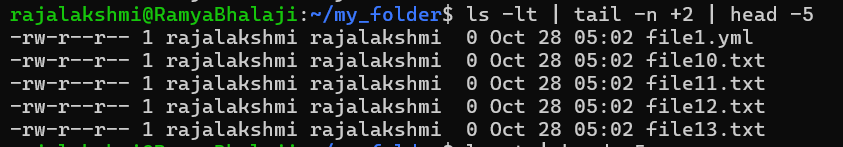 rajalakshmi@RamyaBhalaji:~/my_folder$ ls -lt | tail -n +2 | head -5
-rw-r--r-- 1 rajalakshmi rajalakshmi  0 Oct 28 05:02 file1.yml
-rw-r--r-- 1 rajalakshmi rajalakshmi  0 Oct 28 05:02 file10.txt
-rw-r--r-- 1 rajalakshmi rajalakshmi  0 Oct 28 05:02 file11.txt
-rw-r--r-- 1 rajalakshmi rajalakshmi  0 Oct 28 05:02 file12.txt
-rw-r--r-- 1 rajalakshmi rajalakshmi  0 Oct 28 05:02 file13.txt